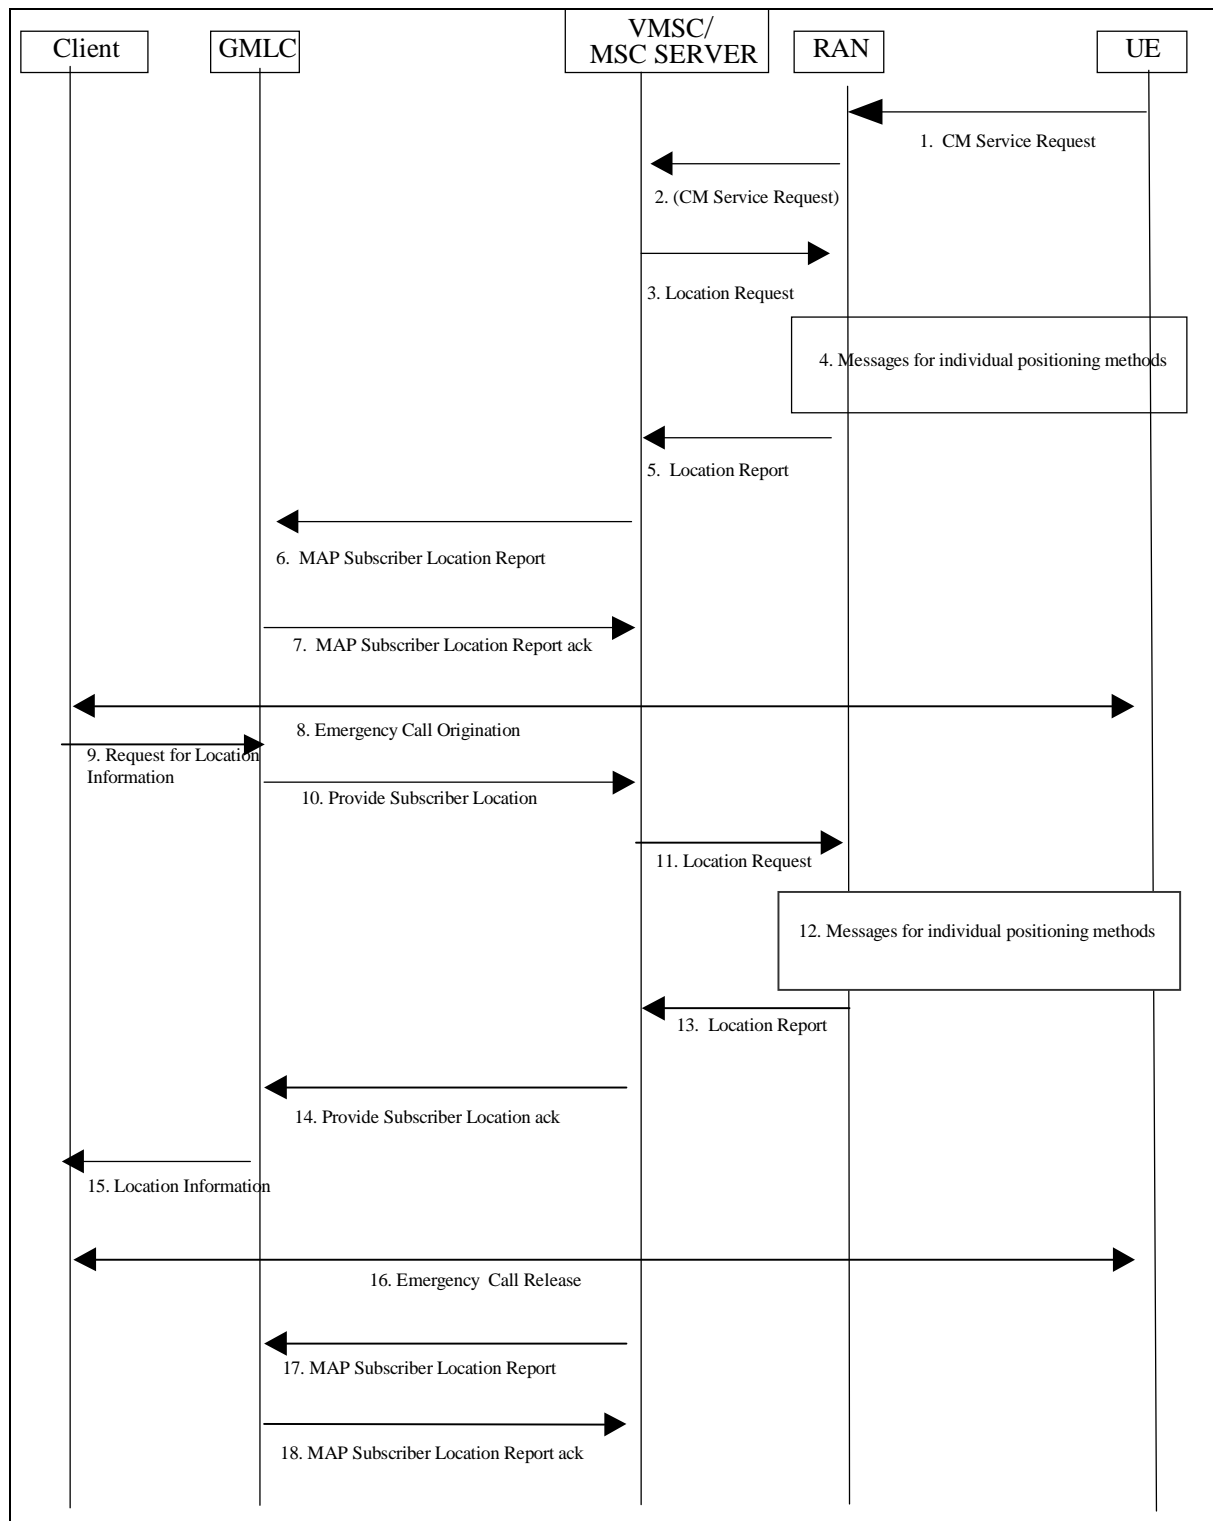 Client
GMLC
VMSC/
MSC SERVER
RAN
UE
1. CM Service Request
2. (CM Service Request)
3. Location Request
4. Messages for individual positioning methods
5. Location Report
6. MAP Subscriber Location Report
7. MAP Subscriber Location Report ack
8. Emergency Call Origination
9. Request for Location
Information
10. Provide Subscriber Location
11. Location Request
12. Messages for individual positioning methods
13. Location Report
14. Provide Subscriber Location ack
15. Location Information
16. Emergency Call Release
17. MAP Subscriber Location Report
18. MAP Subscriber Location Report ack